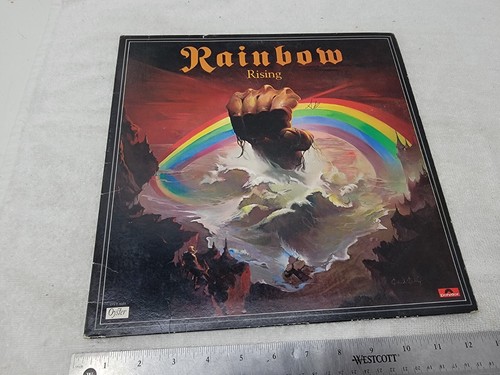 Rainbow
Rising
Oyster
1 2 3 4 5 6 7 8 9 10 11 12
WESTCOTT